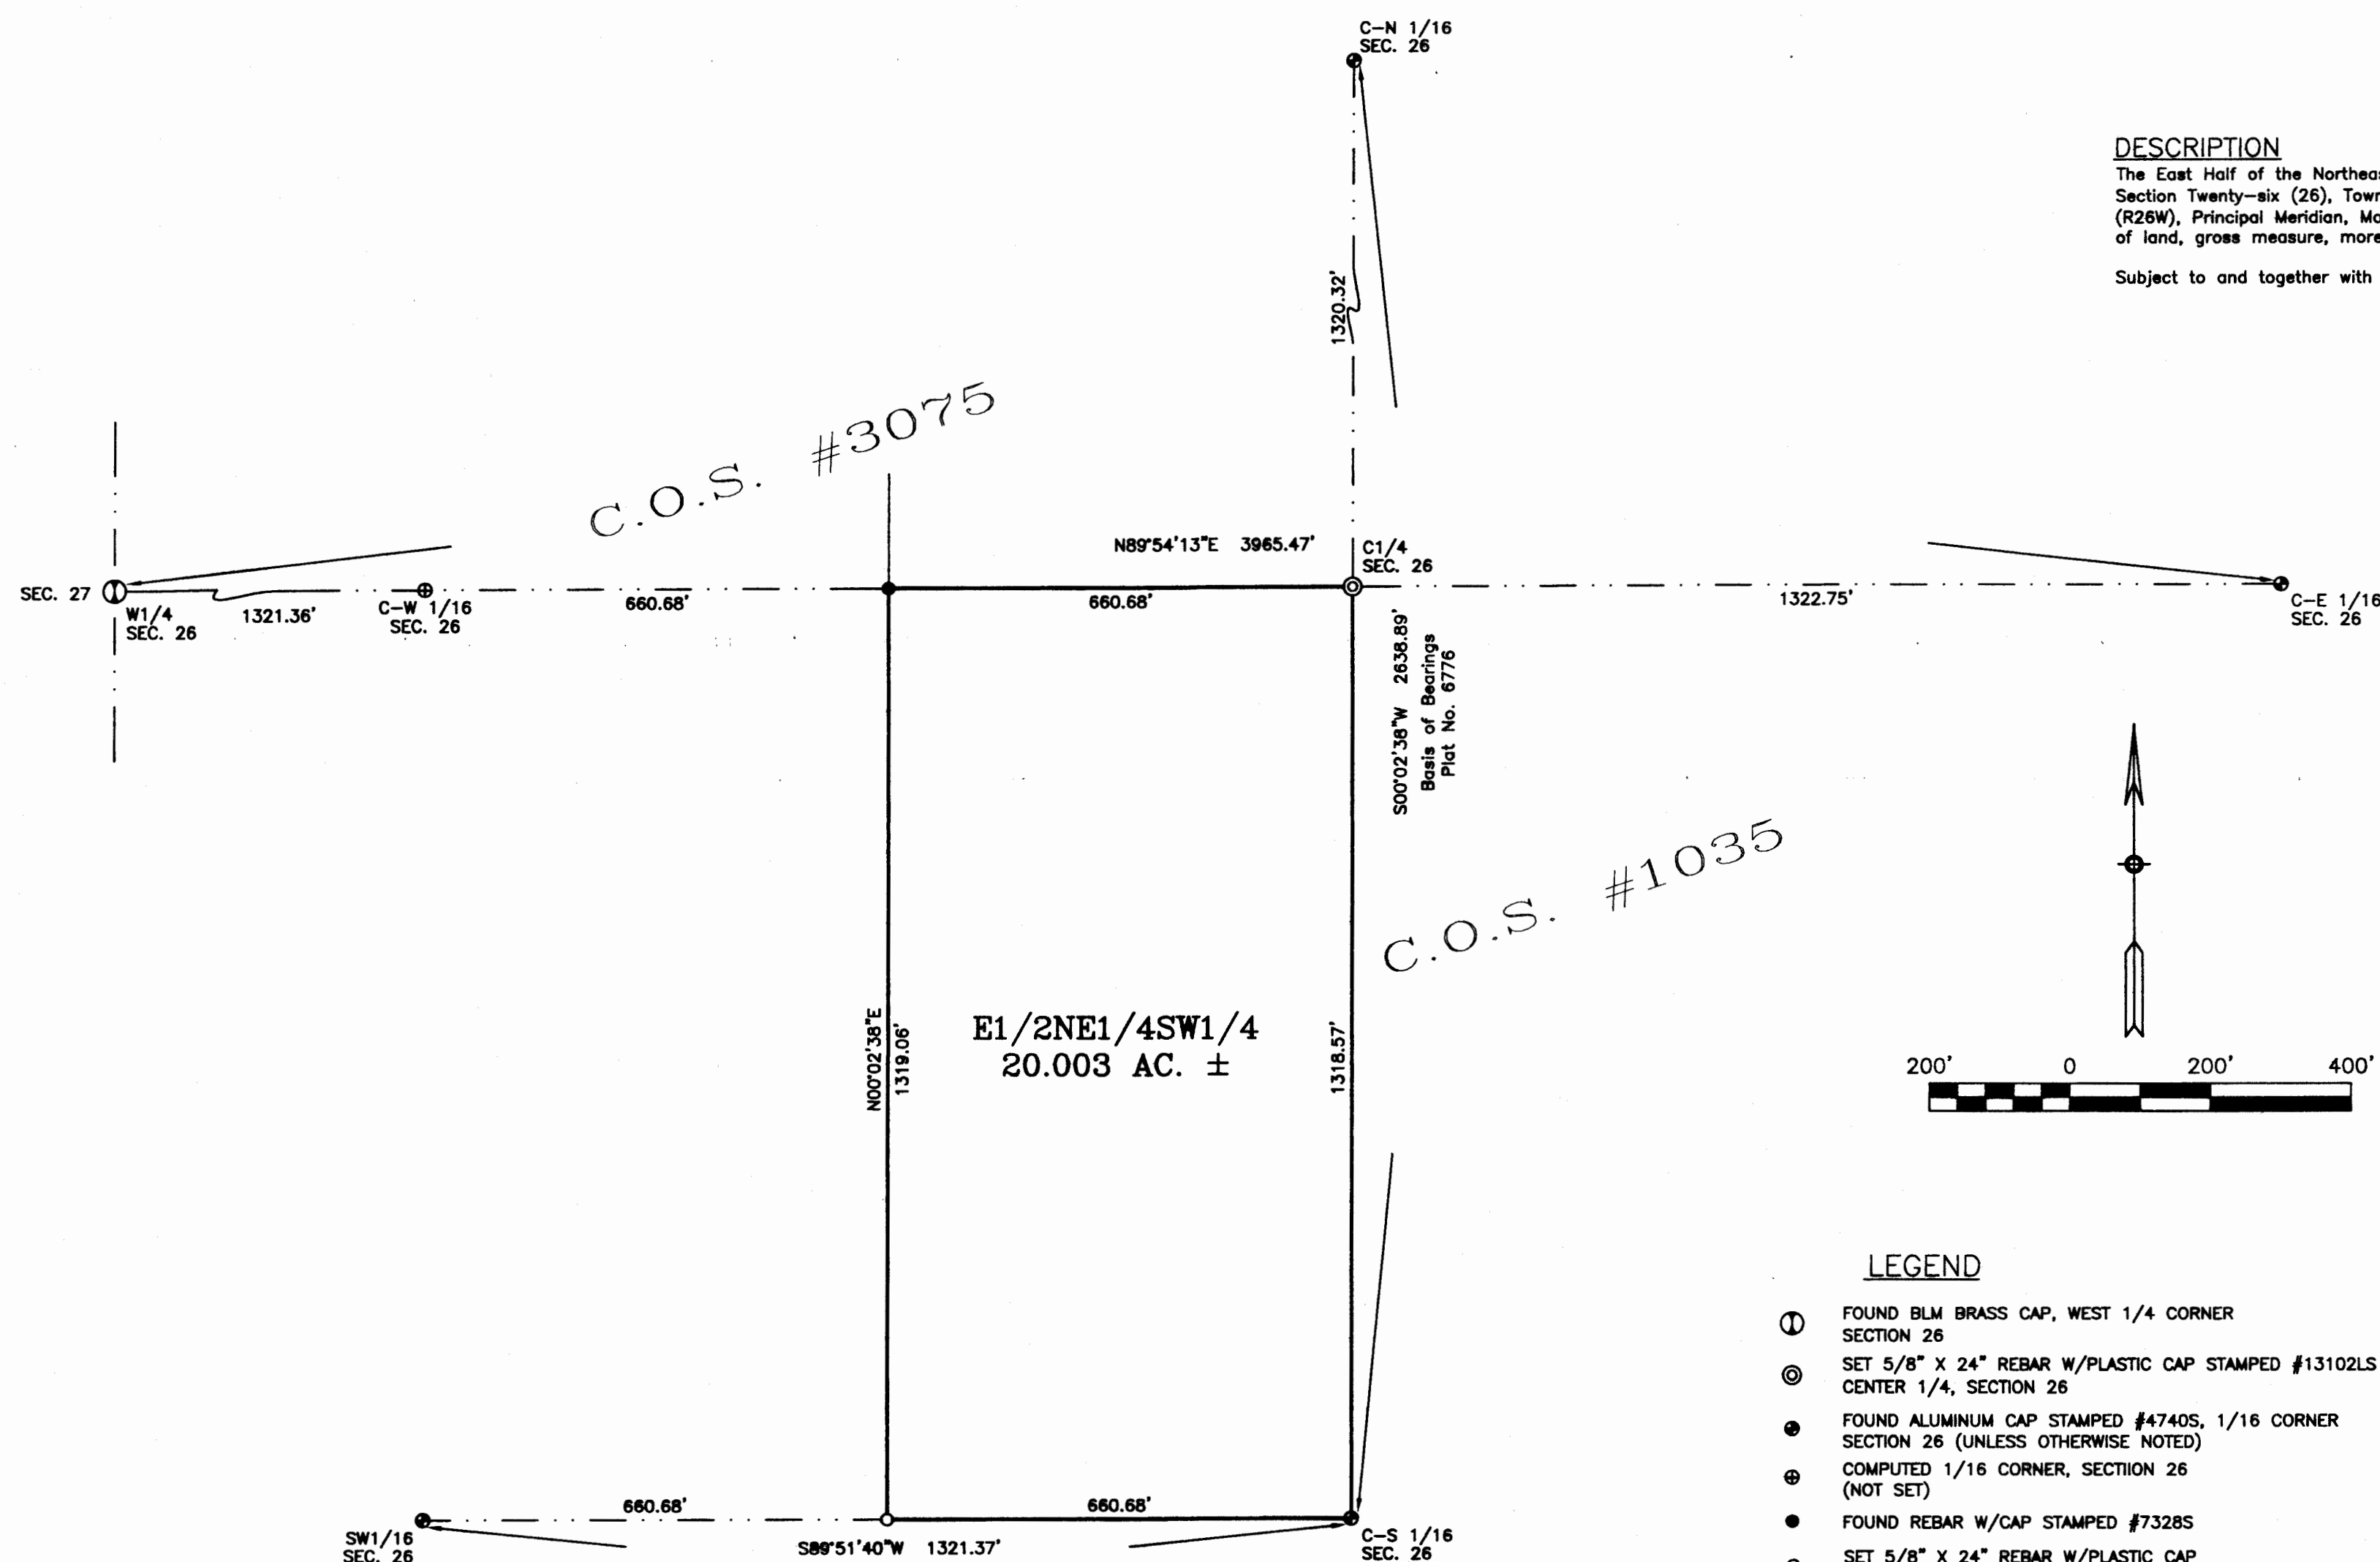 C-N 1/16
SEC. 26
DESCRIPTION
The East Half of the Northeas
Section Twenty-six (26), Town
(R26W), Principal Meridian, Mo
of land, gross measure, more
Subject to and together with
1320.32'
C.O.S. #3075
N89°54'13"E 3965.47'
C1/4
SEC. 26
SEC. 27
W1/4
SEC. 26
1321.36'
C-W 1/16
SEC. 26
660.68'
660.68'
1322.75'
C-E 1/16
SEC. 26
S00°02'38"W 2638.89'
Basis of Bearings
Plat No. 6776
C.O.S. #1035
N00°02'38"E
1319.06'
E1/2NE1/4SW1/4
20.003 AC. ±
1318.57'
200' 0 200' 400'
LEGEND
FOUND BLM BRASS CAP, WEST 1/4 CORNER
SECTION 26
SET 5/8" X 24" REBAR W/PLASTIC CAP STAMPED #13102LS
CENTER 1/4, SECTION 26
FOUND ALUMINUM CAP STAMPED #4740S, 1/16 CORNER
SECTION 26 (UNLESS OTHERWISE NOTED)
COMPUTED 1/16 CORNER, SECTIION 26
(NOT SET)
FOUND REBAR W/CAP STAMPED #7328S
SET 5/8" X 24" REBAR W/PLASTIC CAP
660.68'
660.68'
SW1/16
SEC. 26
S89°51'40"W 1321.37'
C-S 1/16
SEC. 26